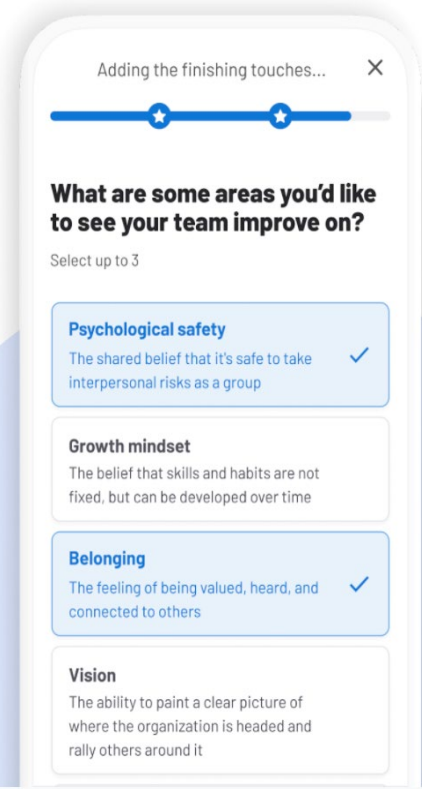 Adding the finishing touches...
What are some areas you'd like
to see your team improve on?
Select up to 3
Psychological safety
The shared belief that it's safe to take
interpersonal risks as a group
Growth mindset
The belief that skills and habits are not
fixed, but can be developed over time
Belonging
The feeling of being valued, heard, and
connected to others
Vision
The ability to paint a clear picture of
where the organization is headed and
rally others around it